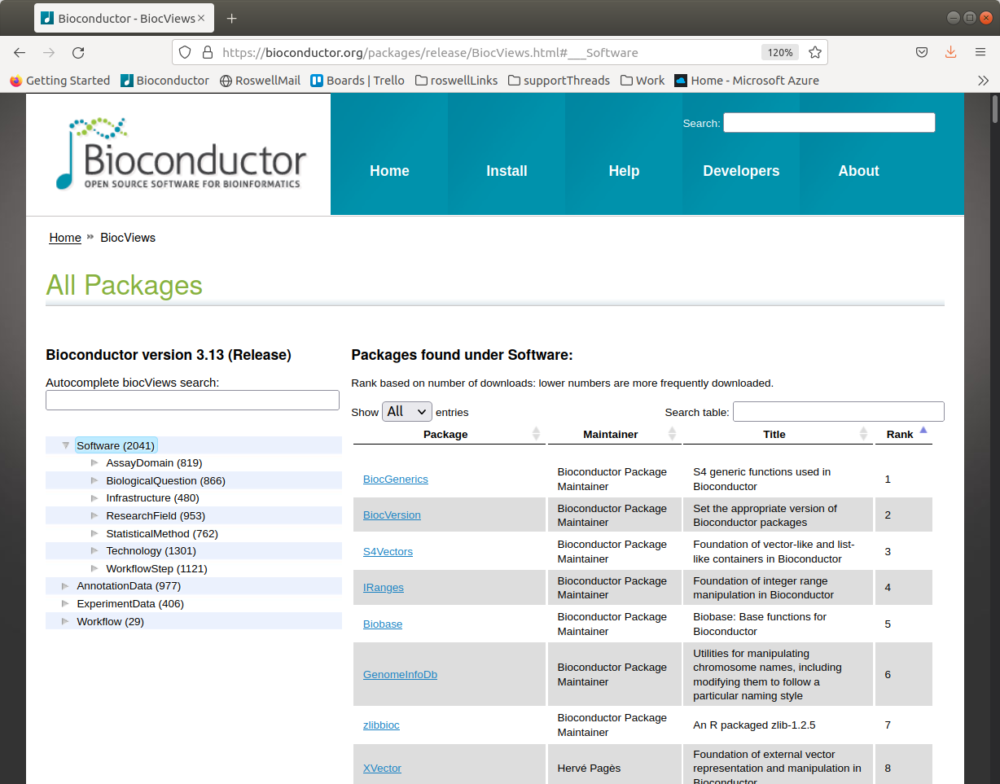 Bioconductor - BiocViews
https://bioconductor.org/packages/release/BiocViews.html#___Software
120%
Getting Started
Bioconductor
RoswellMail
Boards | Trello
roswellLinks
supportThreads
Work
Home - Microsoft Azure
Bioconductor
OPEN SOURCE SOFTWARE FOR BIOINFORMATICS
Search:
Home
Install
Help
Developers
About
Home » BiocViews
All Packages
Bioconductor version 3.13 (Release)
Autocomplete biocViews search:
Software (2041)
AssayDomain (819)
BiologicalQuestion (866)
Infrastructure (480)
ResearchField (953)
StatisticalMethod (762)
Technology (1301)
WorkflowStep (1121)
AnnotationData (977)
ExperimentData (406)
Workflow (29)
Packages found under Software:
Rank based on number of downloads: lower numbers are more frequently downloaded.
Show All entries
Search table:
Package Maintainer Title Rank
BiocGenerics
Bioconductor Package
Maintainer
S4 generic functions used in
Bioconductor
1
BiocVersion
Bioconductor Package
Maintainer
Set the appropriate version of
Bioconductor packages
2
S4Vectors
Bioconductor Package
Maintainer
Foundation of vector-like and list-
like containers in Bioconductor
3
IRanges
Bioconductor Package
Maintainer
Foundation of integer range
manipulation in Bioconductor
4
Biobase
Bioconductor Package
Maintainer
Biobase: Base functions for
Bioconductor
5
GenomeInfoDb
Bioconductor Package
Maintainer
Utilities for manipulating
chromosome names, including
modifying them to follow a
particular naming style
6
zlibbioc
Bioconductor Package
Maintainer
An R packaged zlib-1.2.5
7
XVector
Hervé Pagès
Foundation of external vector
representation and manipulation in
Bioconductor
8